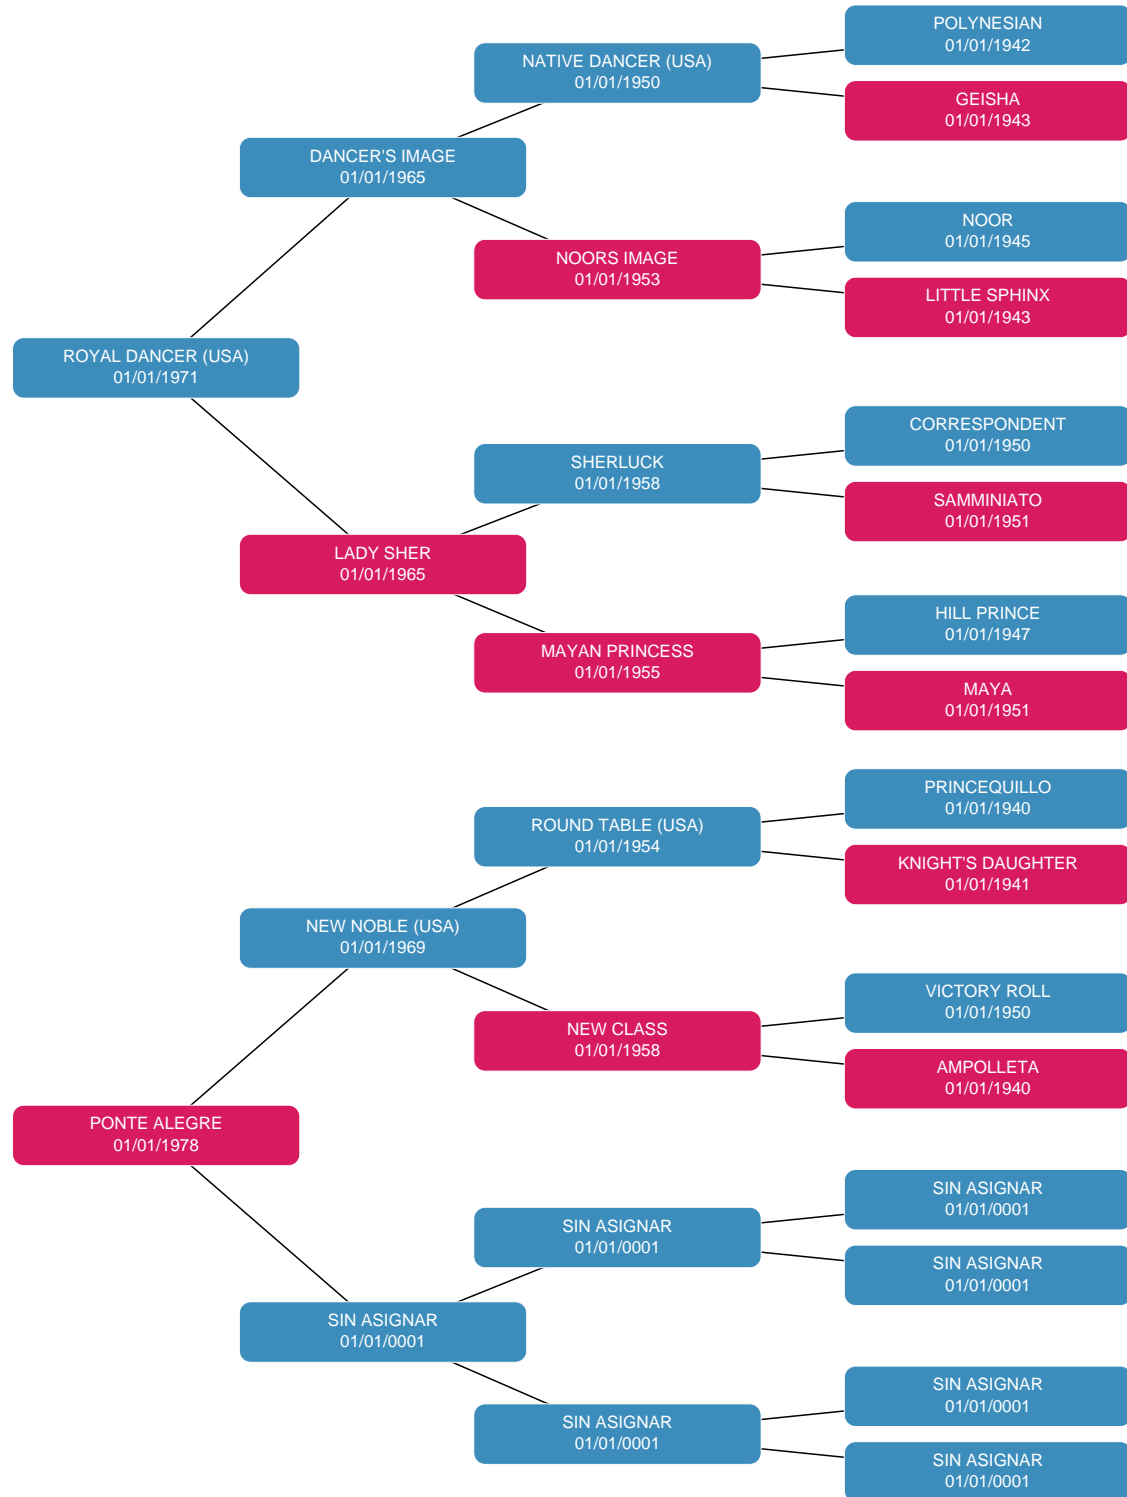 POLYNESIAN
01/01/1942
NATIVE DANCER (USA)
01/01/1950
GEISHA
01/01/1943
DANCER'S IMAGE
01/01/1965
NOOR
01/01/1945
NOORS IMAGE
01/01/1953
LITTLE SPHINX
01/01/1943
ROYAL DANCER (USA)
01/01/1971
CORRESPONDENT
01/01/1950
SHERLUCK
01/01/1958
SAMMINIATO
01/01/1951
LADY SHER
01/01/1965
HILL PRINCE
01/01/1947
MAYAN PRINCESS
01/01/1955
MAYA
01/01/1951
PRINCEQUILLO
01/01/1940
ROUND TABLE (USA)
01/01/1954
KNIGHT'S DAUGHTER
01/01/1941
NEW NOBLE (USA)
01/01/1969
VICTORY ROLL
01/01/1950
NEW CLASS
01/01/1958
AMPOLLETA
01/01/1940
PONTE ALEGRE
01/01/1978
SIN ASIGNAR
01/01/0001
SIN ASIGNAR
01/01/0001
SIN ASIGNAR
01/01/0001
SIN ASIGNAR
01/01/0001
SIN ASIGNAR
01/01/0001
SIN ASIGNAR
01/01/0001
SIN ASIGNAR
01/01/0001